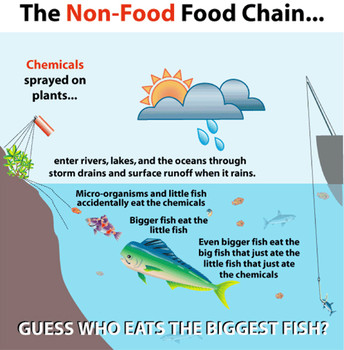 The Non-Food Food Chain...
Chemicals
sprayed on
plants...
enter rivers, lakes, and the oceans through
storm drains and surface runoff when it rains.
Micro-organisms and little fish
accidentally eat the chemicals
Bigger fish eat the
little fish
Even bigger fish eat the
big fish that just ate the
little fish that just ate
the chemicals
GUESS WHO EATS THE BIGGEST FISH?